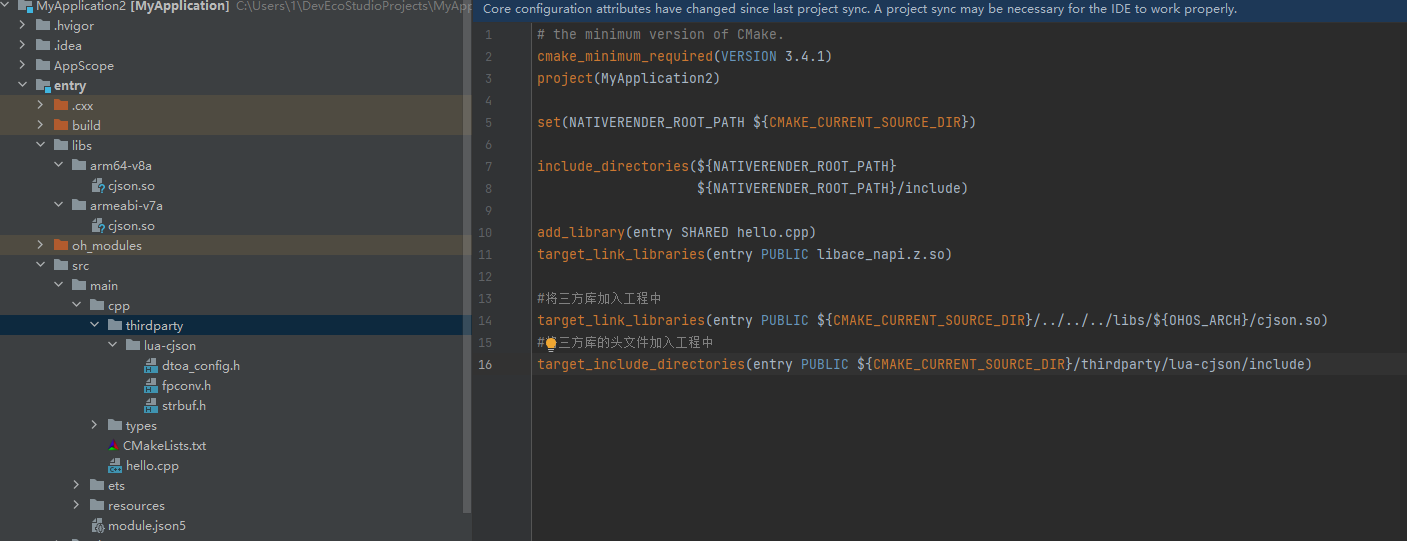 MyApplication2 [MyApplication] C:\Users\1\DevEcoStudioProjects\MyApp
.hvigor
.idea
AppScope
entry
.cxx
build
libs
arm64-v8a
cjson.so
armeabi-v7a
cjson.so
oh_modules
src
main
cpp
thirdparty
lua-cjson
dtoa_config.h
fpconv.h
strbuf.h
types
CMakeLists.txt
hello.cpp
ets
resources
module.json5
Core configuration attributes have changed since last project sync. A project sync may be necessary for the IDE to work properly.
1 # the minimum version of CMake.
2 cmake_minimum_required(VERSION 3.4.1)
3 project(MyApplication2)
4
5 set(NATIVERENDER_ROOT_PATH ${CMAKE_CURRENT_SOURCE_DIR})
6
7 include_directories(${NATIVERENDER_ROOT_PATH}
8 ${NATIVERENDER_ROOT_PATH}/include)
9
10 add_library(entry SHARED hello.cpp)
11 target_link_libraries(entry PUBLIC libace_napi.z.so)
12
13 #将三方库加入工程中
14 target_link_libraries(entry PUBLIC ${CMAKE_CURRENT_SOURCE_DIR}/../../../libs/${OHOS_ARCH}/cjson.so)
15 #三方库的头文件加入工程中
16 target_include_directories(entry PUBLIC ${CMAKE_CURRENT_SOURCE_DIR}/thirdparty/lua-cjson/include)